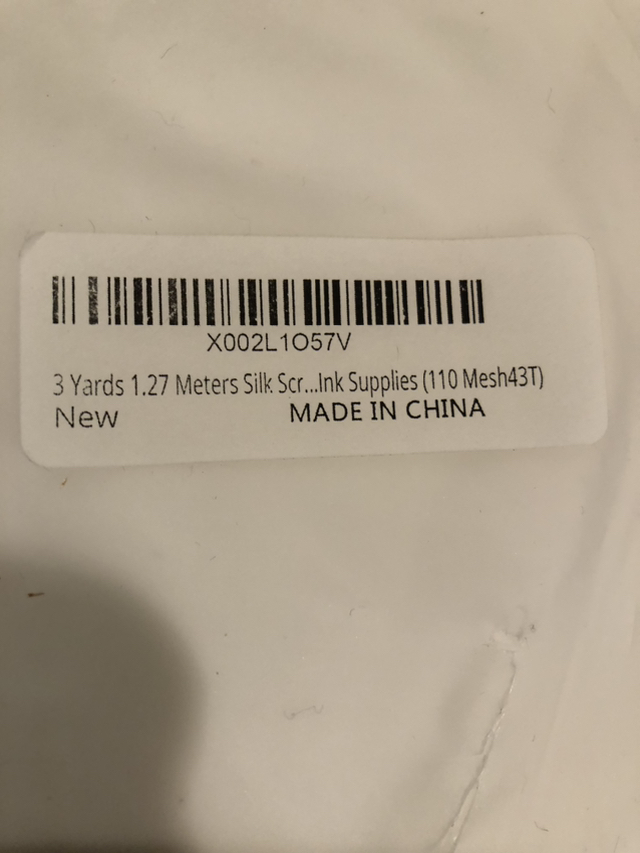 X002L1O57V
3 Yards 1.27 Meters Silk Scr...Ink Supplies (110 Mesh43T)
New MADE IN CHINA